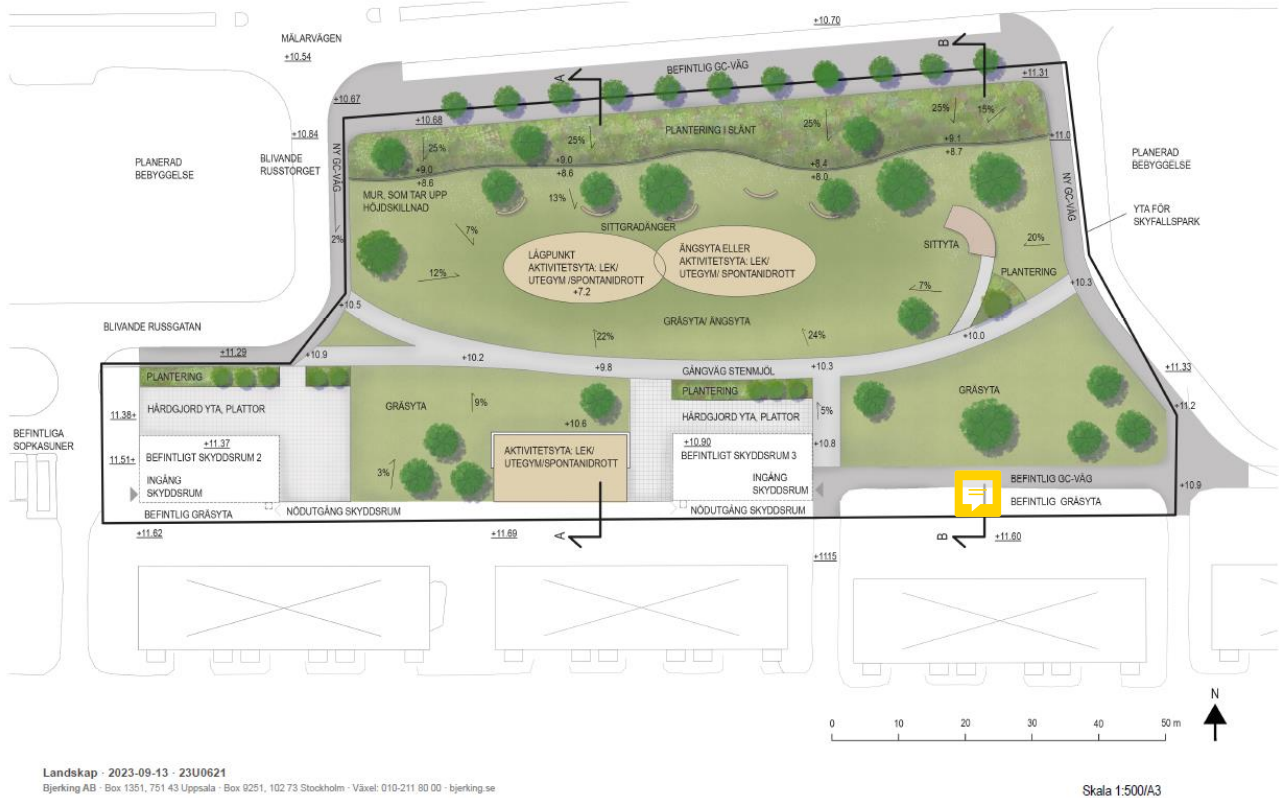 +10.70
MÄLARVÄGEN
+10.54
B
A
BEFINTLIG GC-VÄG
+11.31
+10.67
+10.68
+10.84
25%
25%
PLANTERING I SLÄNT
25%
25%
15%
+11.0
PLANERAD
BEBYGGELSE
BLIVANDE
RUSSTORGET
NY GC-VÄG
+9.0
+8.6
+9.0
+8.6
+8.4
+8.0
+9.1
+8.7
PLANERAD
BEBYGGELSE
MUR, SOM TAR UPP
HÖJDSKILLNAD
13%
NY GC-VÄG
YTA FÖR
SKYFALLSPARK
2%
7%
SITTGRADÄNGER
SITTYTA
20%
12%
LÅGPUNKT
AKTIVITETSYTA: LEK/
UTEGYM /SPONTANIDROTT
+7.2
ÄNGSYTA ELLER
AKTIVITETSYTA: LEK/
UTEGYM/ SPONTANIDROTT
PLANTERING
7%
+10.3
+10.5
GRÄSYTA/ ÄNGSYTA
BLIVANDE RUSSGATAN
22%
24%
+10.0
+11.29
+10.9
+10.2
+9.8
+10.3
GÅNGVÄG STENMJÖL
+11.33
PLANTERING
PLANTERING
GRÄSYTA
11.38+
HÅRDGJORD YTA, PLATTOR
GRÄSYTA
9%
HÅRDGJORD YTA, PLATTOR
5%
+11.2
+10.6
BEFINTLIGA
SOPKASUNER
+11.37
BEFINTLIGT SKYDDSRUM 2
AKTIVITETSYTA: LEK/
UTEGYM/SPONTANIDROTT
+10.90
BEFINTLIGT SKYDDSRUM 3
+10.8
11.51+
INGÅNG
SKYDDSRUM
3%
INGÅNG
SKYDDSRUM
BEFINTLIG GC-VÄG
+10.9
BEFINTLIG GRÄSYTA
NÖDUTGÅNG SKYDDSRUM
NÖDUTGÅNG SKYDDSRUM
BEFINTLIG GRÄSYTA
+11.62
+11.69
A
B
+11.60
+1115
N
0 10 20 30 40 50 m
Landskap · 2023-09-13 · 23U0621
Bjerking AB · Box 1351, 751 43 Uppsala · Box 9251, 102 73 Stockholm · Växel: 010-211 80 00 · bjerking.se
Skala 1:500/A3